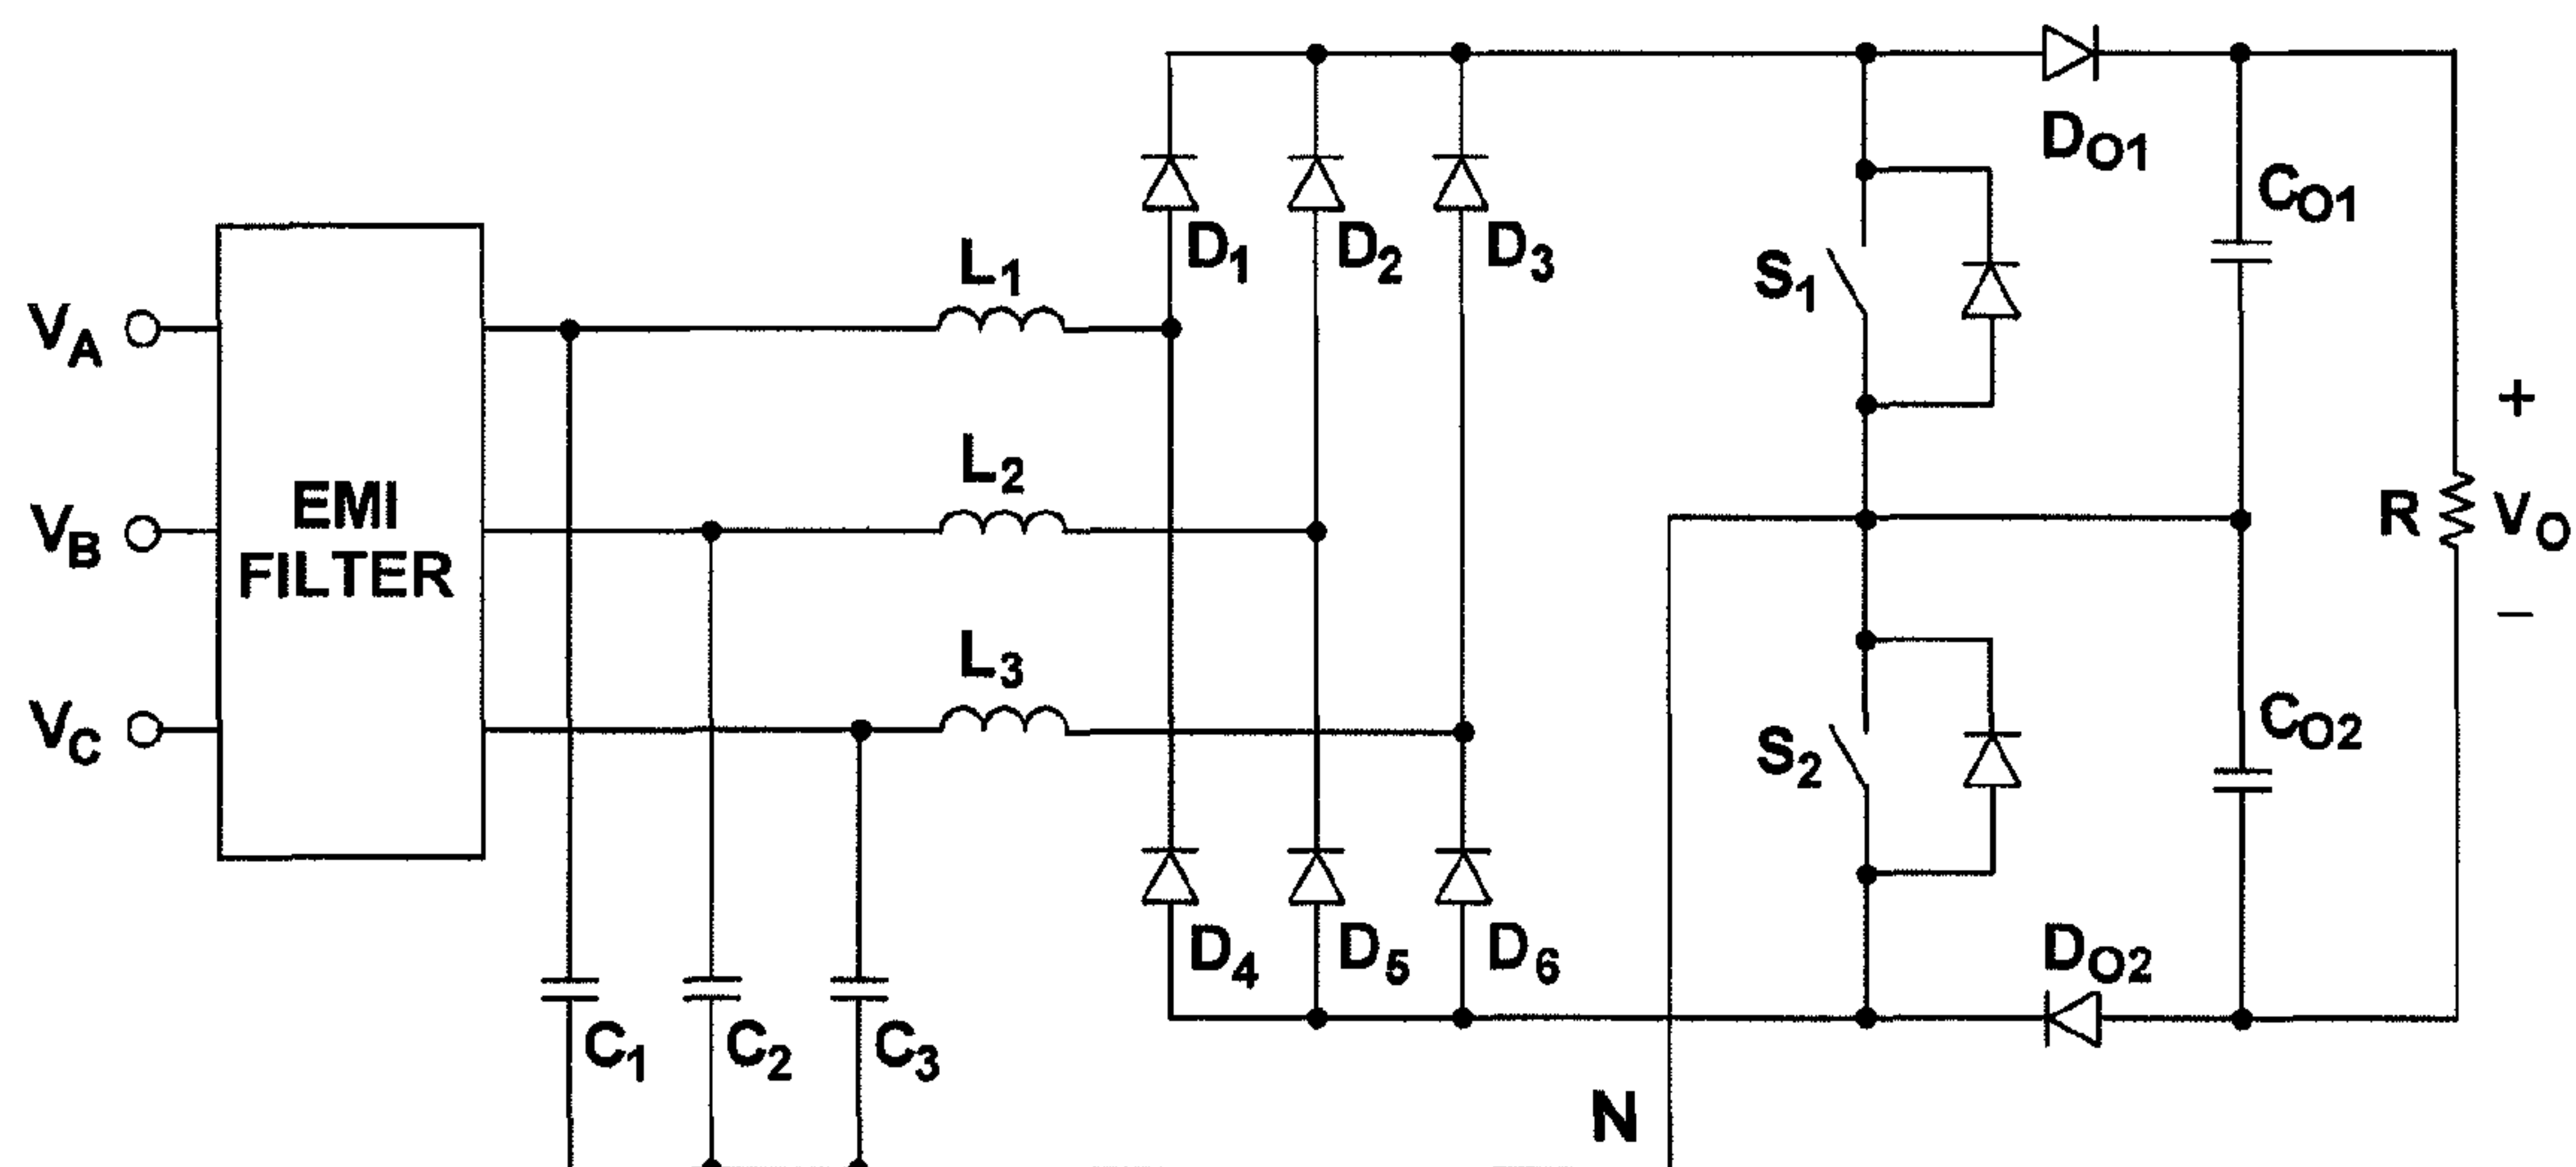 V_A
V_B
V_C
EMI
FILTER
L_1
L_2
L_3
C_1
C_2
C_3
D_1
D_2
D_3
D_4
D_5
D_6
S_1
S_2
N
D_O1
D_O2
C_O1
C_O2
R
+
V_O
−